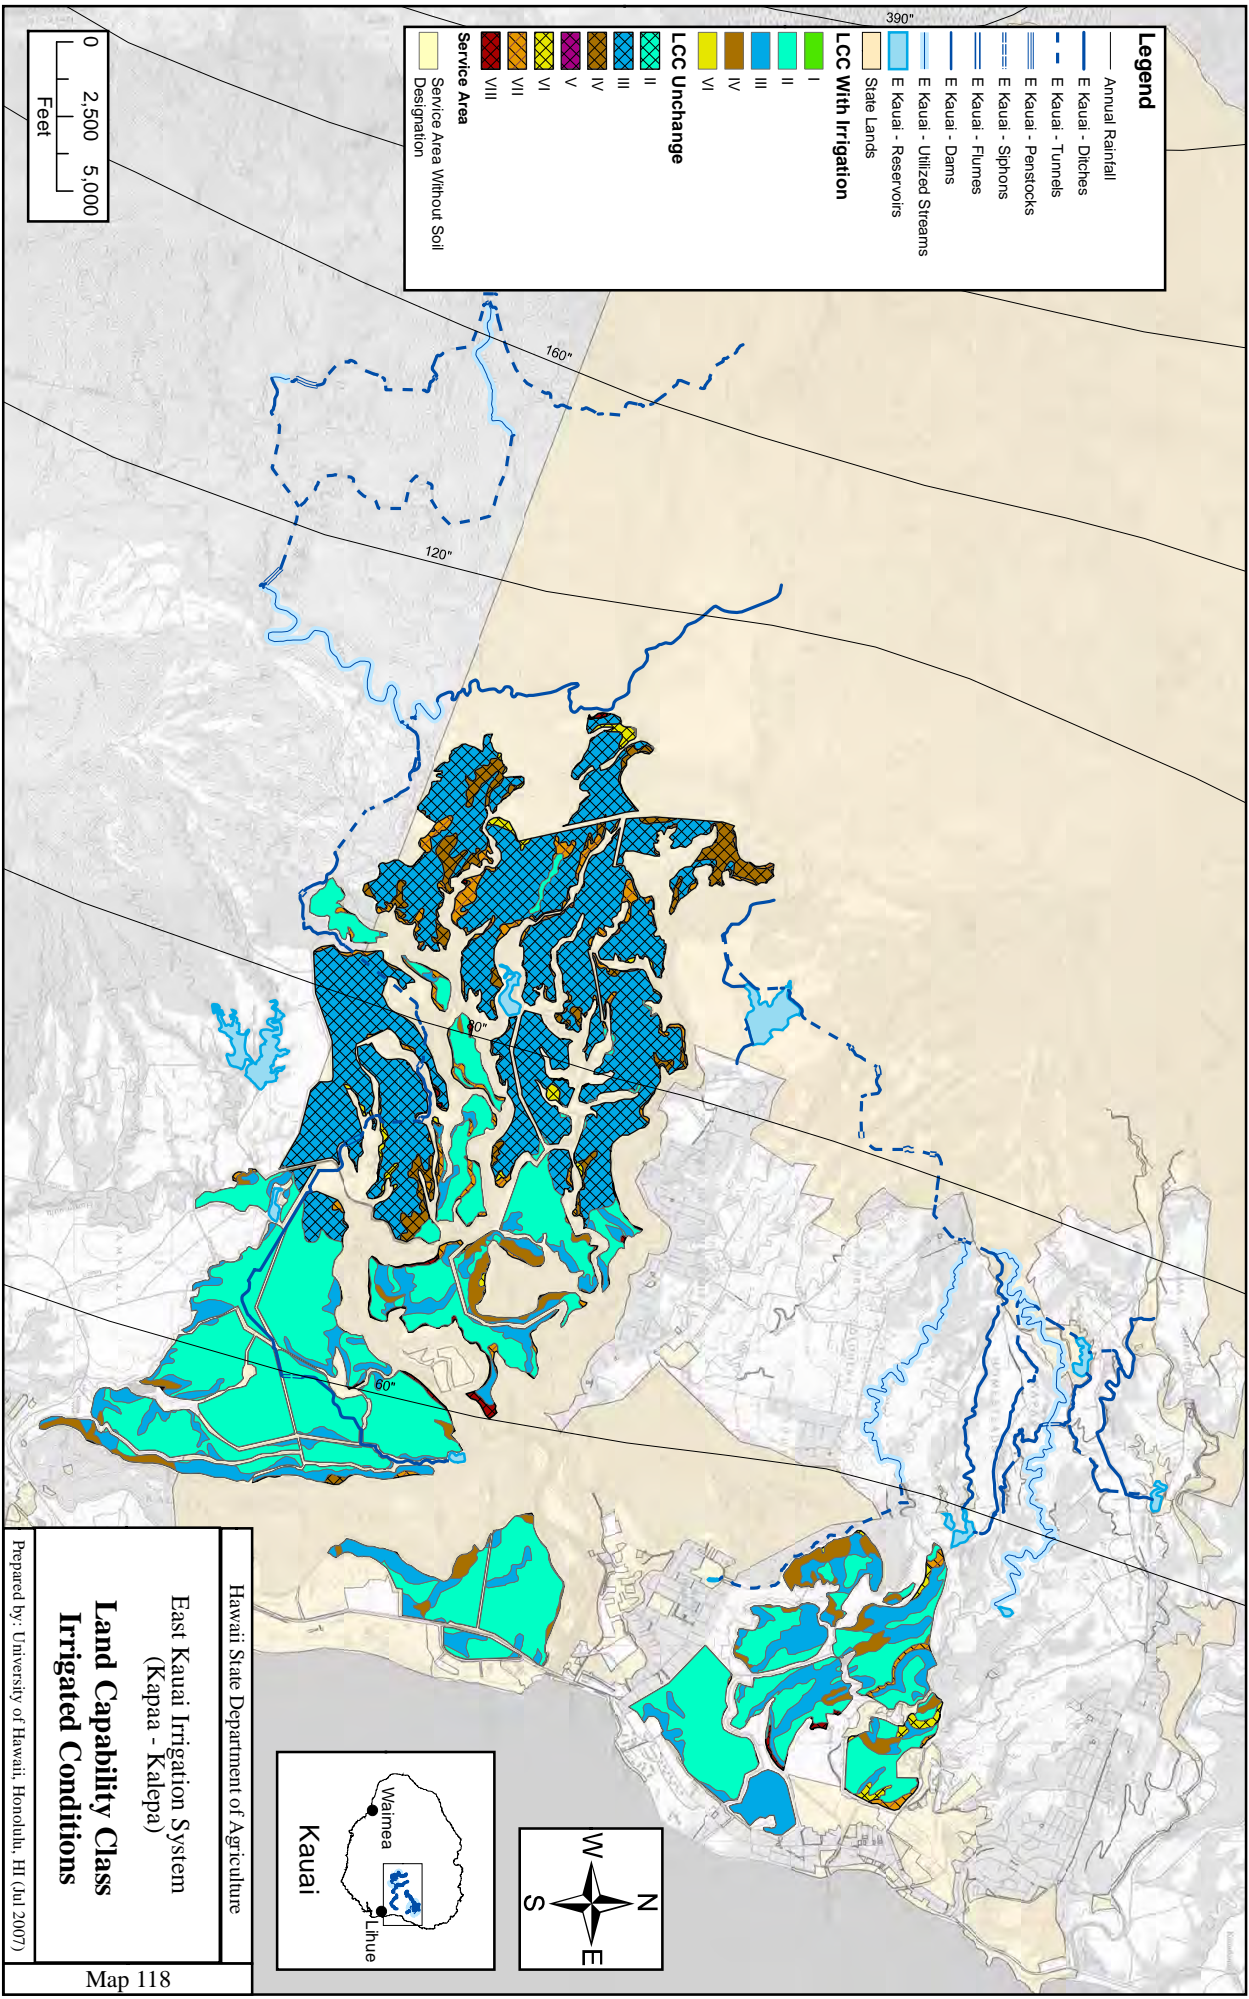 Legend
Annual Rainfall
E Kauai - Ditches
E Kauai - Tunnels
E Kauai - Penstocks
E Kauai - Siphons
E Kauai - Flumes
E Kauai - Dams
E Kauai - Utilized Streams
E Kauai - Reservoirs
State Lands
LCC With Irrigation
I
II
III
IV
VI
LCC Unchange
II
III
IV
V
VI
VII
VIII
Service Area
Service Area Without Soil
Designation
0 2,500 5,000
Feet
390"
160"
120"
80"
60"
W N
S E
Waimea
Lihue
Kauai
Hawaii State Department of Agriculture
East Kauai Irrigation System
(Kapaa - Kalepa)
Land Capability Class
Irrigated Conditions
Prepared by: University of Hawaii, Honolulu, HI (Jul 2007)
Map 118